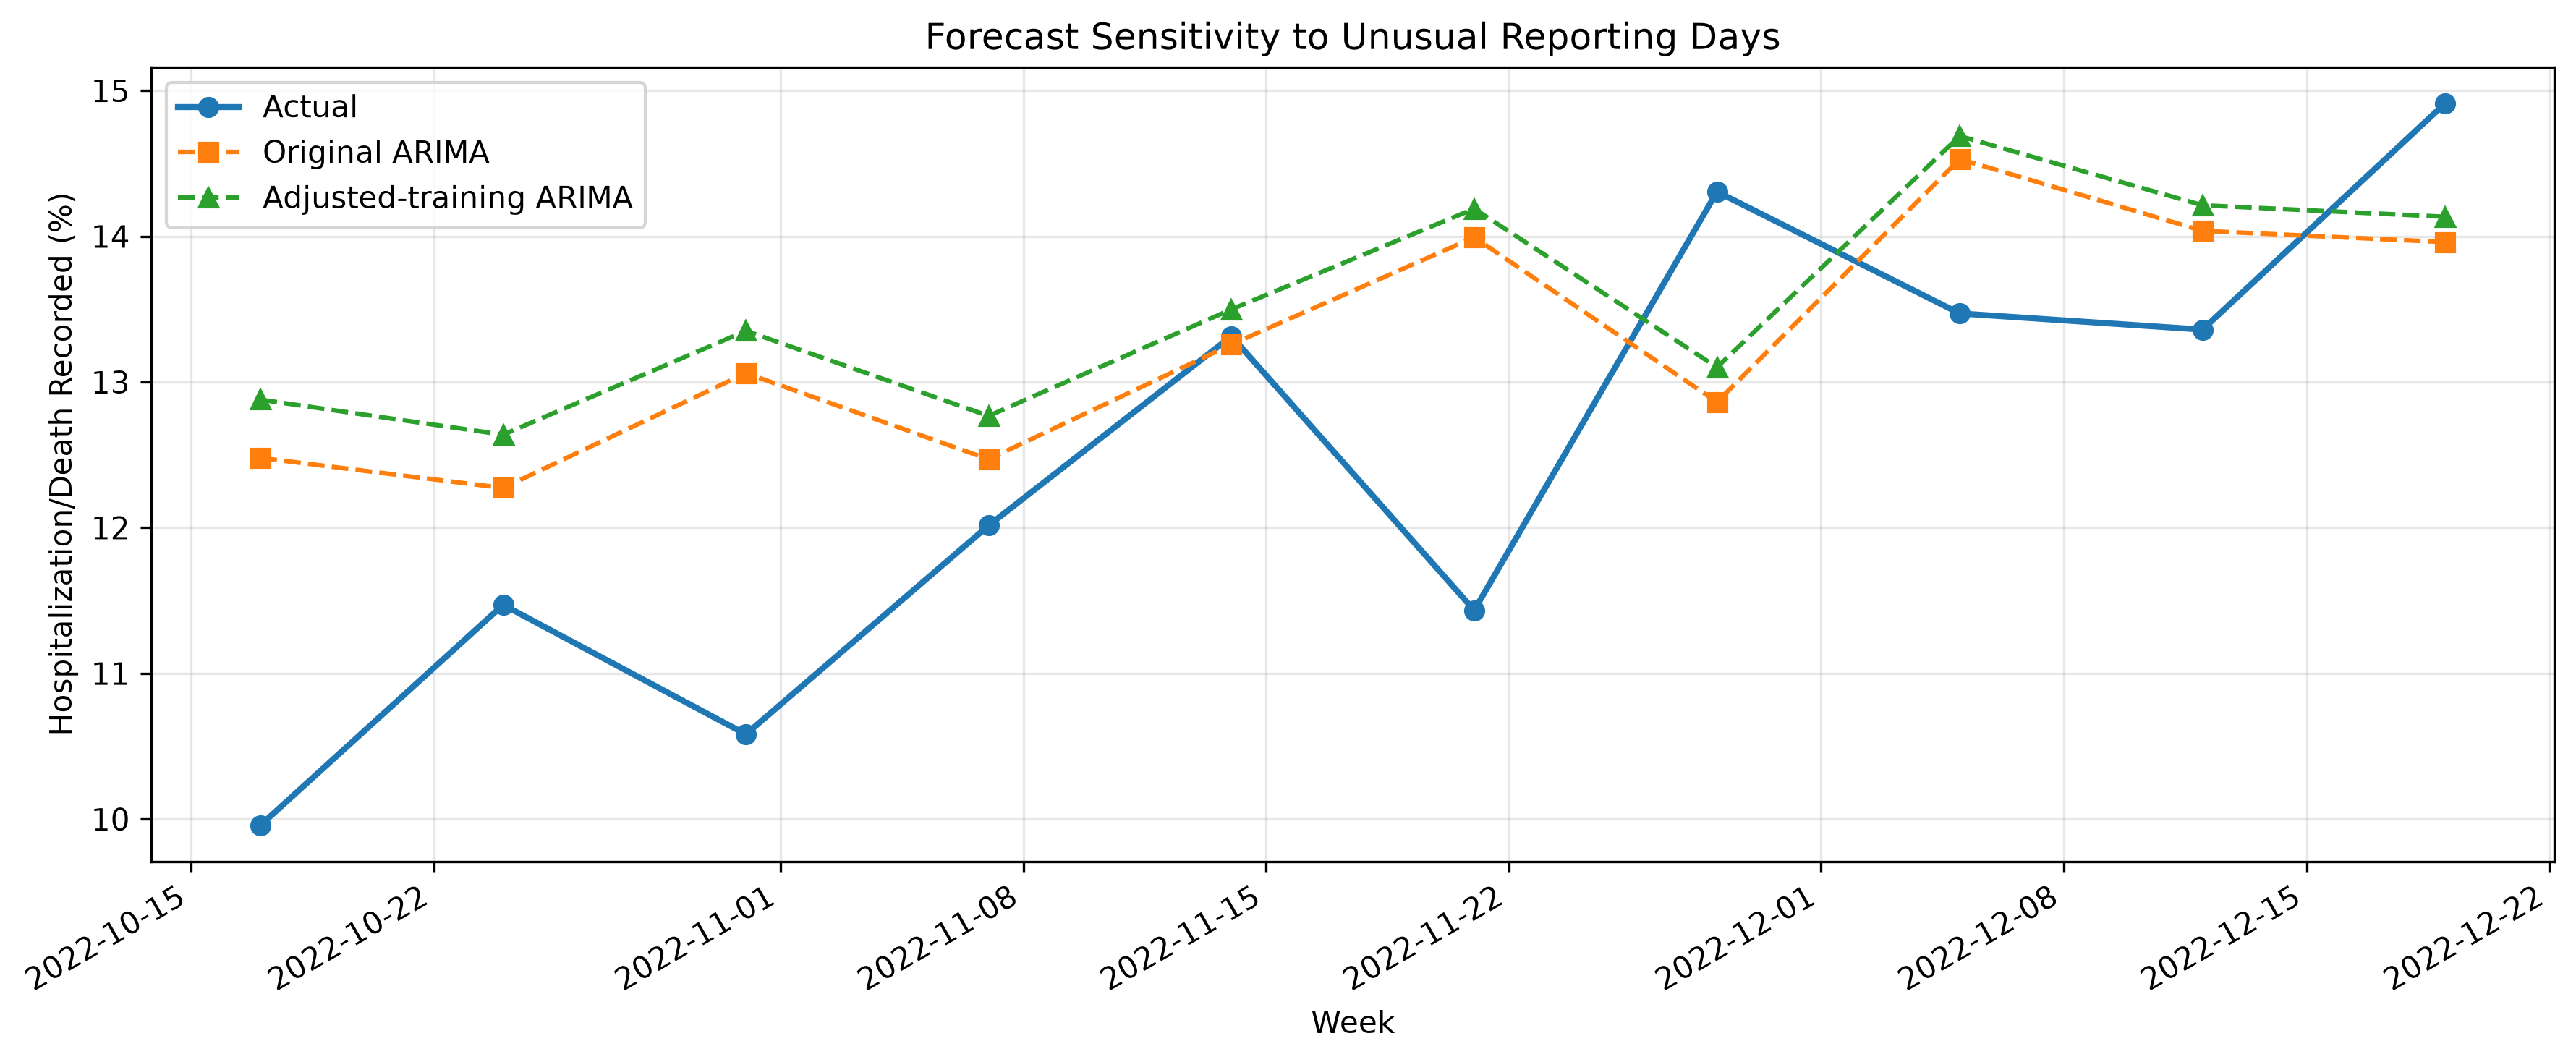 Forecast Sensitivity to Unusual Reporting Days
Actual
Original ARIMA
Adjusted-training ARIMA
Hospitalization/Death Recorded (%)
15
14
13
12
11
10
2022-10-15
2022-10-22
2022-11-01
2022-11-08
2022-11-15
2022-11-22
2022-12-01
2022-12-08
2022-12-15
2022-12-22
Week